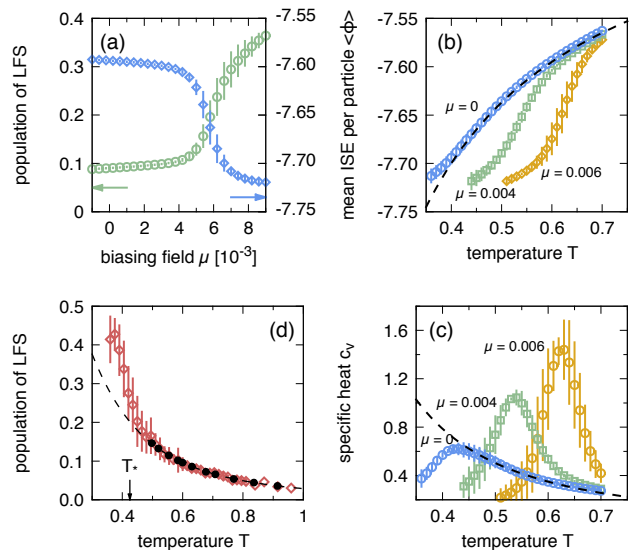 (a)
population of LFS
0.4
0.3
0.2
0.1
0
-7.55
-7.60
-7.65
-7.70
-7.75
0 2 4 6 8
biasing field μ [10-3]
(b)
mean ISE per particle <ϕ>
-7.55
-7.60
-7.65
-7.70
-7.75
μ = 0
μ = 0.004
μ = 0.006
0.4 0.5 0.6 0.7
temperature T
(d)
population of LFS
0.5
0.4
0.3
0.2
0.1
0.0
T*
0.4 0.6 0.8 1
temperature T
(c)
specific heat cv
1.6
1.2
0.8
0.4
μ = 0.006
μ = 0.004
μ = 0
0.4 0.5 0.6 0.7
temperature T